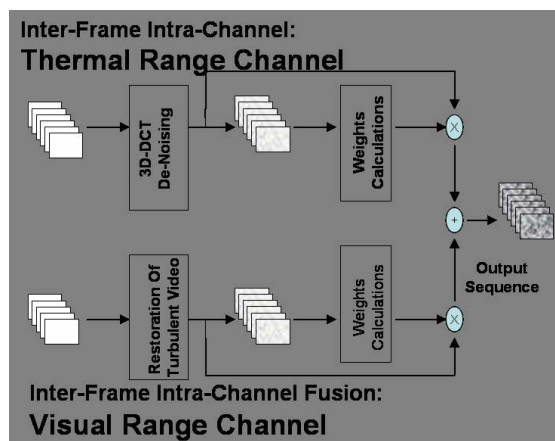 Inter-Frame Intra-Channel:
Thermal Range Channel
3D-DCT
De-Noising
Weights
Calculations
X
+
Output
Sequence
Restoration Of
Turbulent Video
Weights
Calculations
X
Inter-Frame Intra-Channel Fusion:
Visual Range Channel